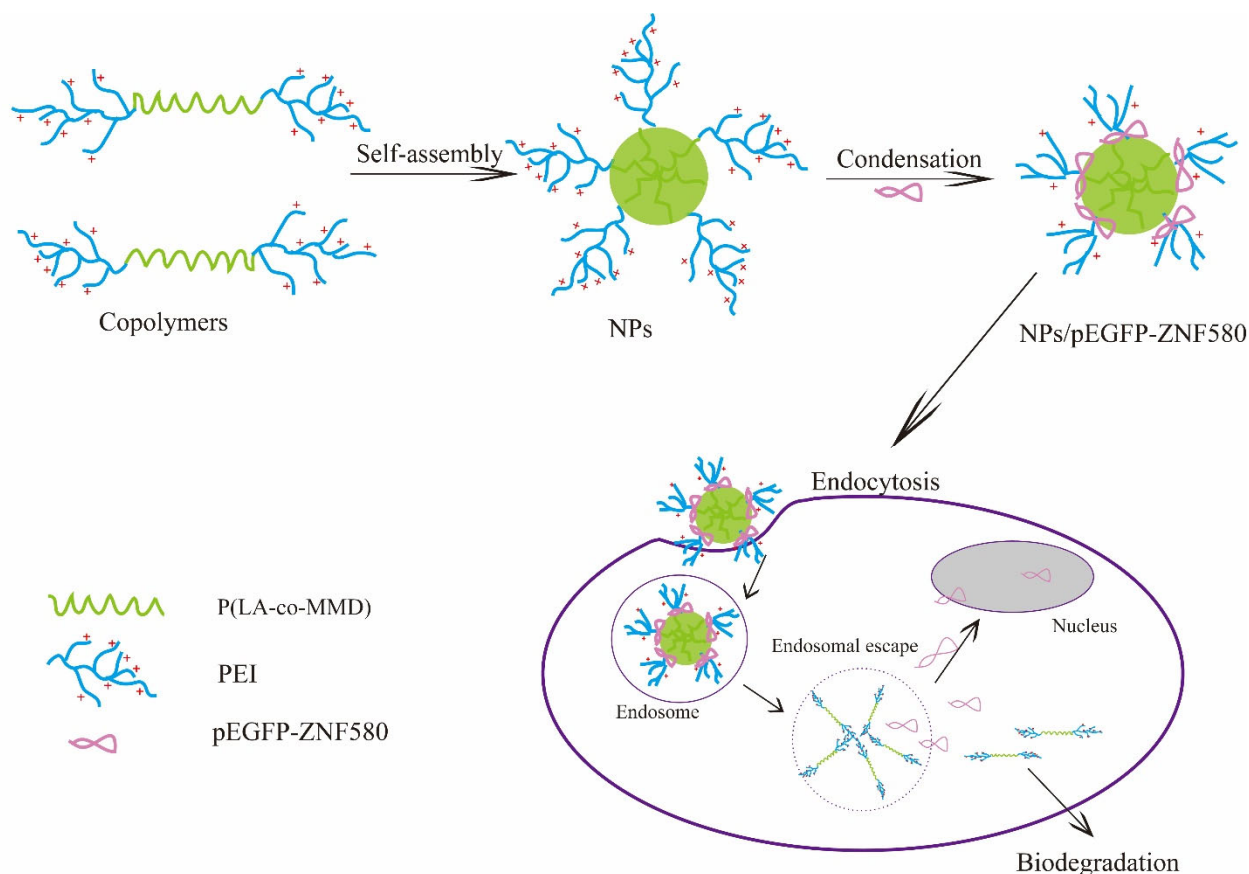 Self-assembly
Condensation
Copolymers
NPs
NPs/pEGFP-ZNF580
Endocytosis
Nucleus
Endosomal escape
Endosome
Biodegradation
P(LA-co-MMD)
PEI
pEGFP-ZNF580